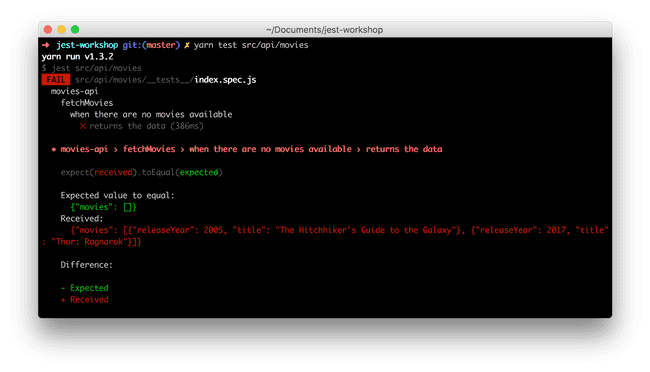 ~/Documents/jest-workshop
➜ jest-workshop git:(master) ✗ yarn test src/api/movies
yarn run v1.3.2
$ jest src/api/movies
FAIL src/api/movies/__tests__/index.spec.js
movies-api
fetchMovies
when there are no movies available
✕ returns the data (386ms)
● movies-api › fetchMovies › when there are no movies available › returns the data
expect(received).toEqual(expected)
Expected value to equal:
{"movies": []}
Received:
{"movies": [{"releaseYear": 2005, "title": "The Hitchhiker's Guide to the Galaxy"}, {"releaseYear": 2017, "title"
: "Thor: Ragnarok"}]}
Difference:
- Expected
+ Received